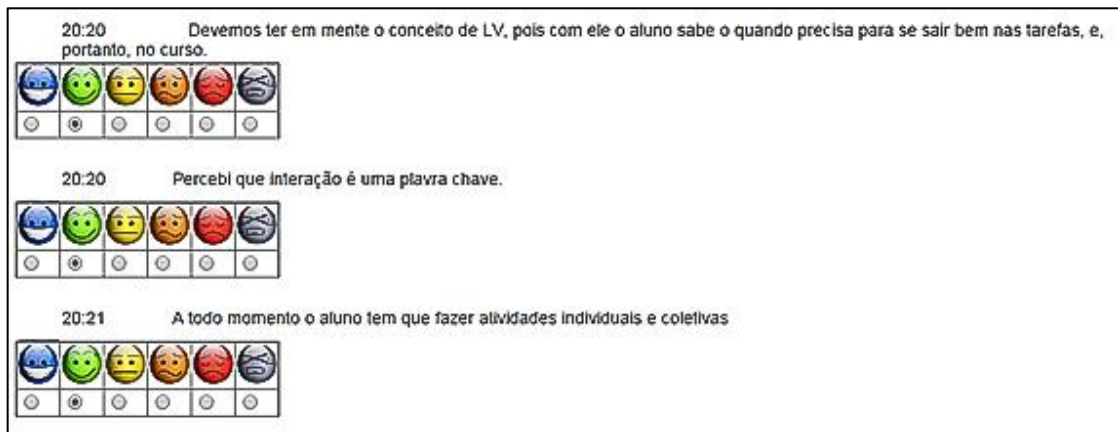 20:20 Devemos ter em mente o conceito de LV, pois com ele o aluno sabe o quando precisa para se sair bem nas tarefas, e,
portanto, no curso.
20:20 Percebi que interação é uma plavra chave.
20:21 A todo momento o aluno tem que fazer atividades individuais e coletivas